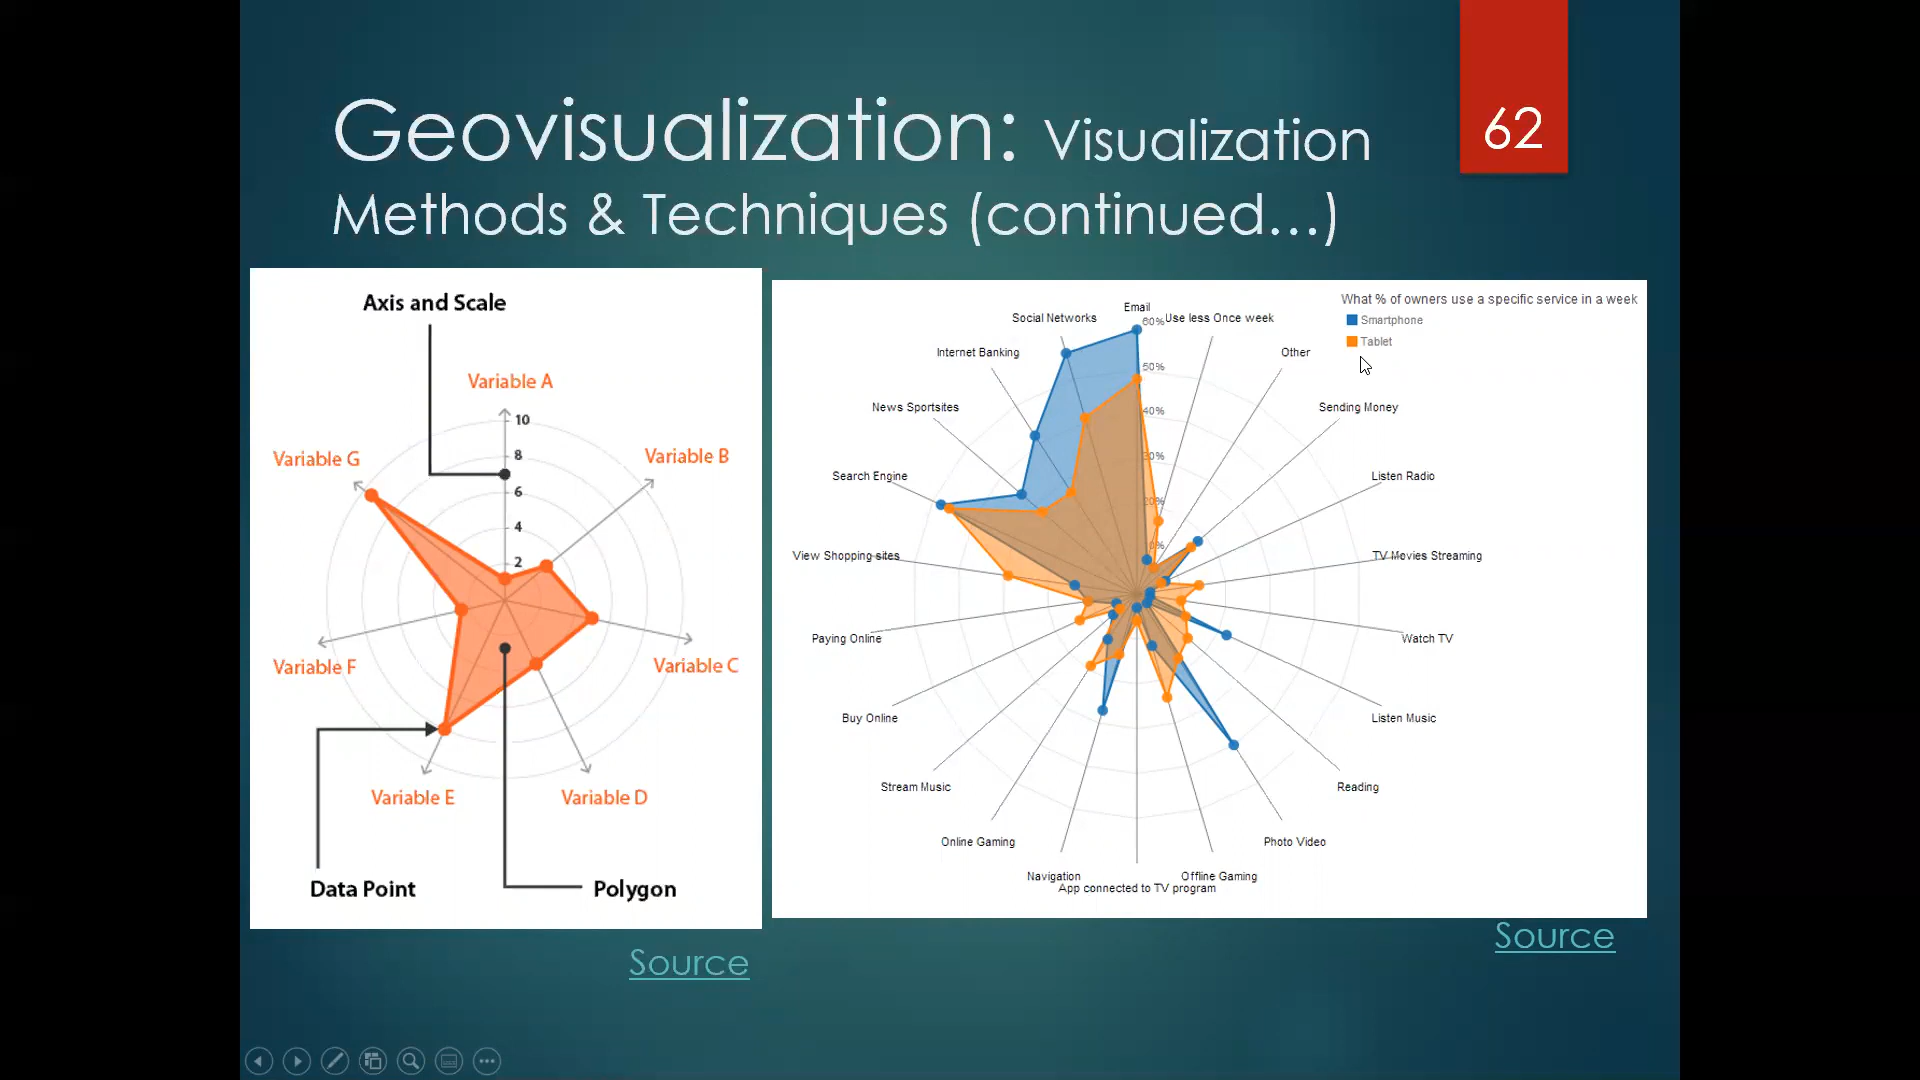 Geovisualization: Visualization
Methods & Techniques (continued...)
62
Axis and Scale
Variable A
10
8
6
4
2
Variable B
Variable G
Variable C
Variable F
Variable E
Variable D
Data Point
Polygon
Source
What % of owners use a specific service in a week
Smartphone
Tablet
Email
60%
50%
40%
30%
20%
10%
Social Networks
Use less Once week
Internet Banking
Other
News Sportsites
Sending Money
Search Engine
Listen Radio
View Shopping sites
TV Movies Streaming
Paying Online
Watch TV
Buy Online
Listen Music
Stream Music
Reading
Online Gaming
Photo Video
Navigation
Offline Gaming
App connected to TV program
Source